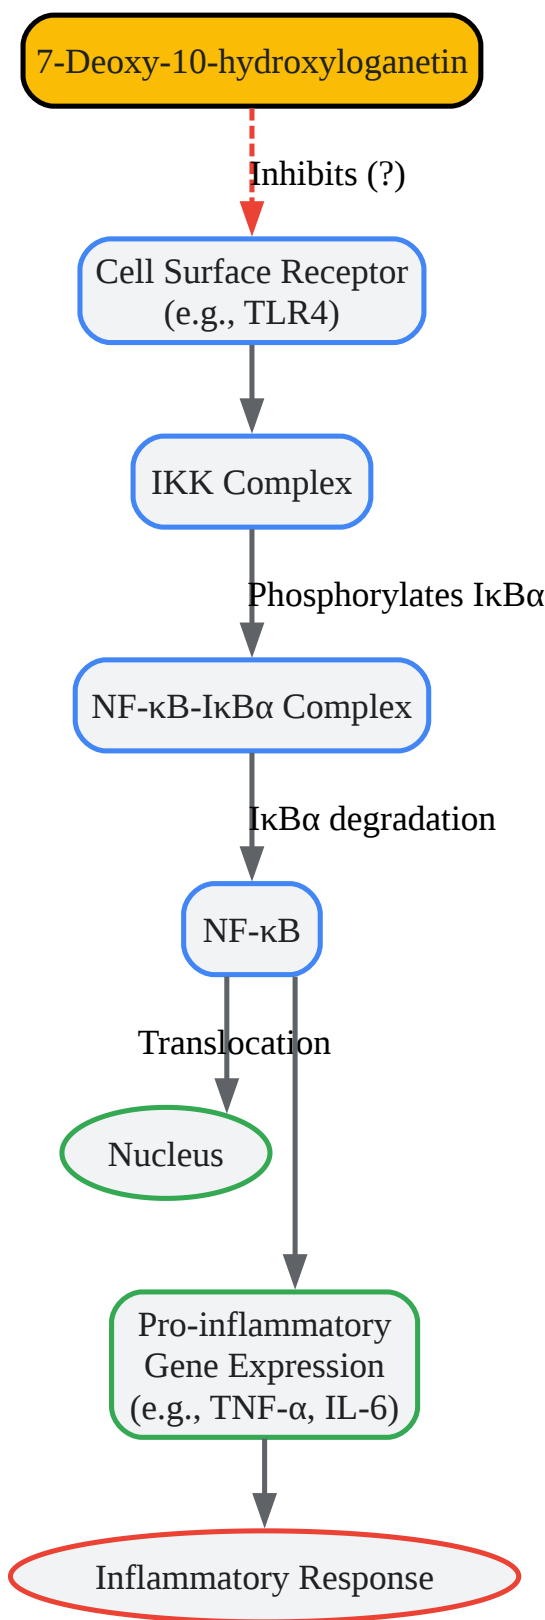 7-Deoxy-10-hydroxyloganetin
Inhibits (?)
Cell Surface Receptor
(e.g., TLR4)
IKK Complex
Phosphorylates IκBα
NF-κB-IκBα Complex
IκBα degradation
NF-κB
Translocation
Nucleus
Pro-inflammatory
Gene Expression
(e.g., TNF-α, IL-6)
Inflammatory Response